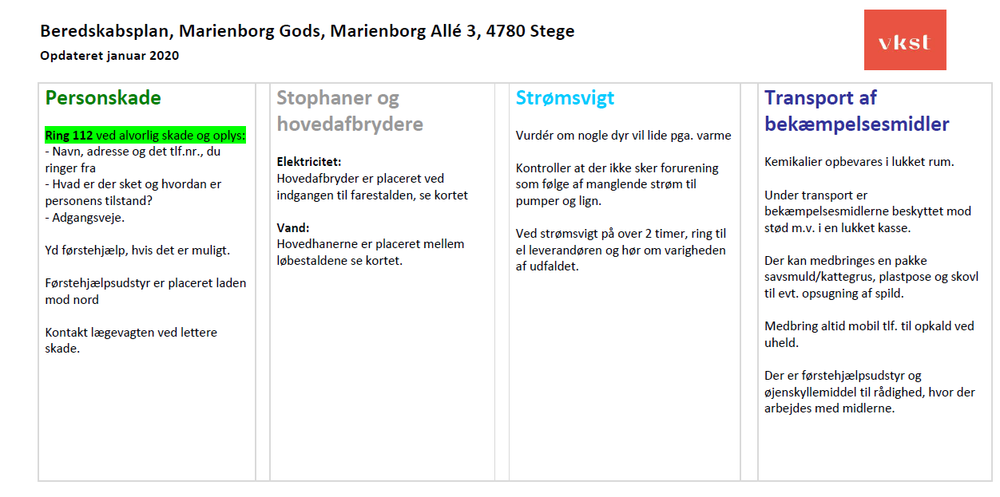 Beredskabsplan, Marienborg Gods, Marienborg Allé 3, 4780 Stege
Opdateret januar 2020
vkst
Personskade
Ring 112 ved alvorlig skade og oplys:
- Navn, adresse og det tlf.nr., du
ringer fra
- Hvad er der sket og hvordan er
personens tilstand?
- Adgangsveje.
Yd førstehjælp, hvis det er muligt.
Førstehjælpsudstyr er placeret laden
mod nord
Kontakt lægevagten ved lettere
skade.
Stophaner og
hovedafbrydere
Elektricitet:
Hovedafbryder er placeret ved
indgangen til farestalden, se kortet
Vand:
Hovedhanerne er placeret mellem
løbestaldene se kortet.
Strømsvigt
Vurdér om nogle dyr vil lide pga. varme
Kontroller at der ikke sker forurening
som følge af manglende strøm til
pumper og lign.
Ved strømsvigt på over 2 timer, ring til
el leverandøren og hør om varigheden
af udfaldet.
Transport af
bekæmpelsesmidler
Kemikalier opbevares i lukket rum.
Under transport er
bekæmpelsesmidlerne beskyttet mod
stød m.v. i en lukket kasse.
Der kan medbringes en pakke
savsmuld/kattegrus, plastpose og skovl
til evt. opsugning af spild.
Medbring altid mobil tlf. til opkald ved
uheld.
Der er førstehjælpsudstyr og
øjenskyllemiddel til rådighed, hvor der
arbejdes med midlerne.